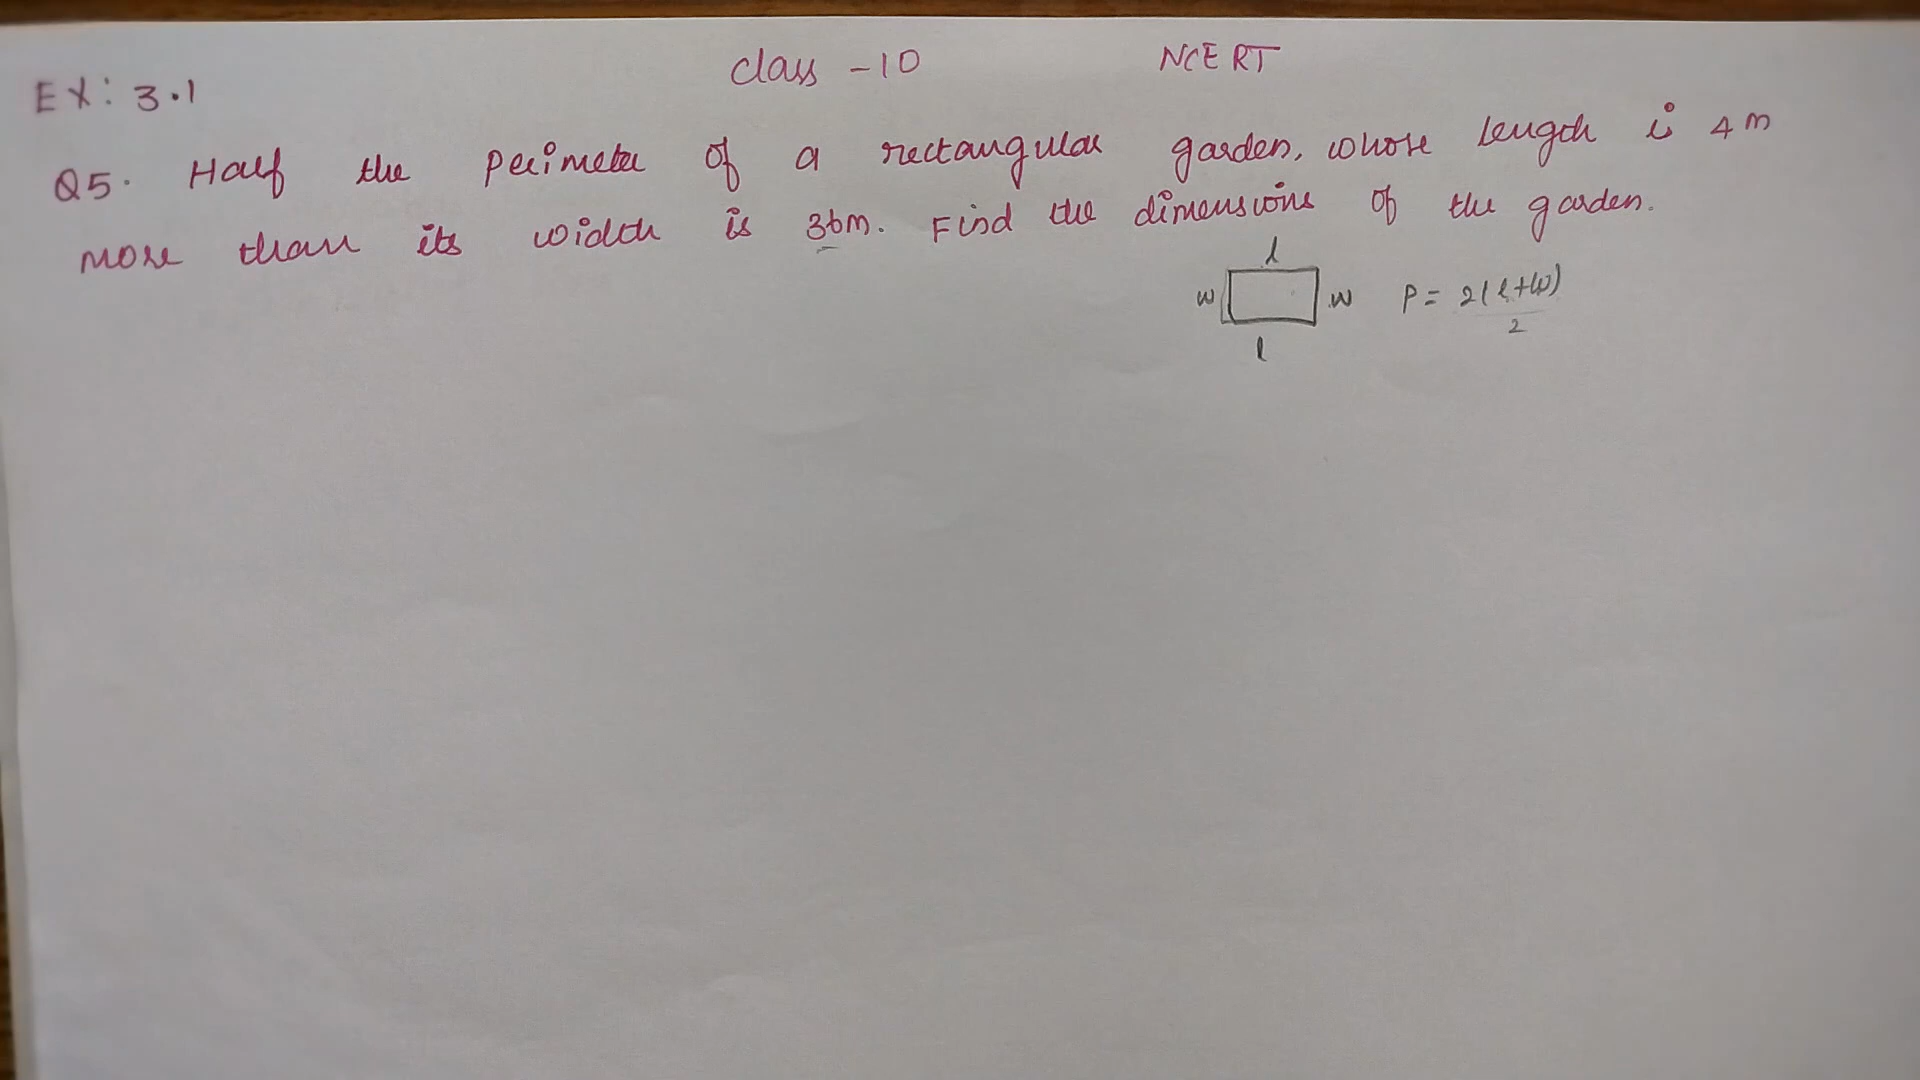 Class - 10 NCERT
Ex: 3.1
Q5. Half the perimeter of a rectangular garden, whose length is 4m
more than its width is 36m. Find the dimensions of the garden.
l
w w P = 2(l+w)
2
l